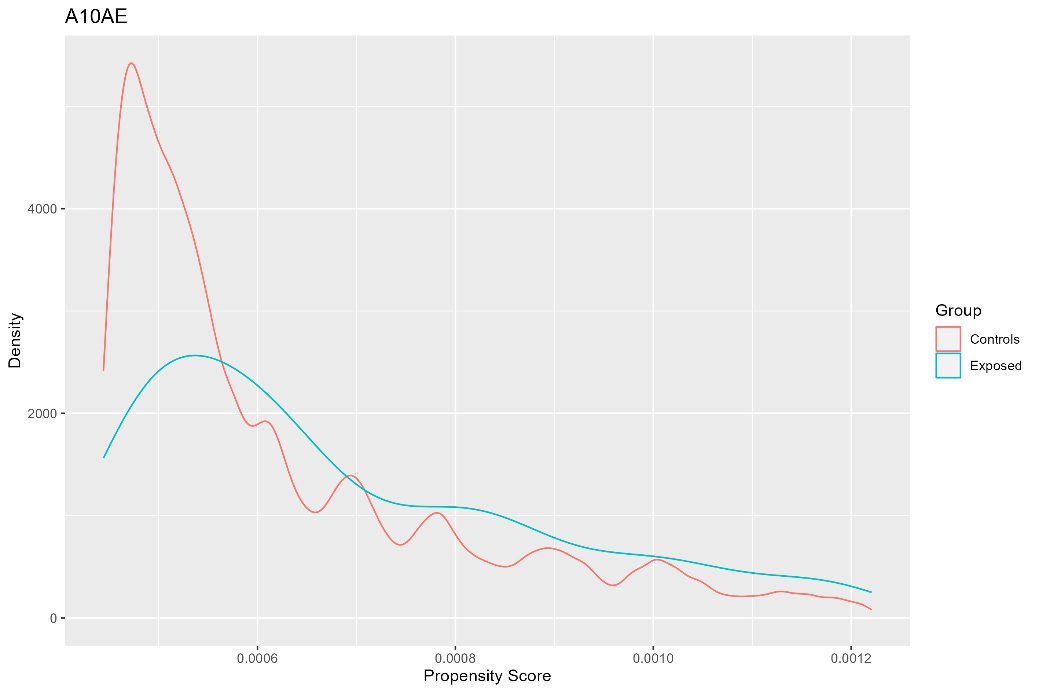 A10AE
Density
4000
2000
0
0.0006
0.0008
0.0010
0.0012
Propensity Score
Group
Controls
Exposed